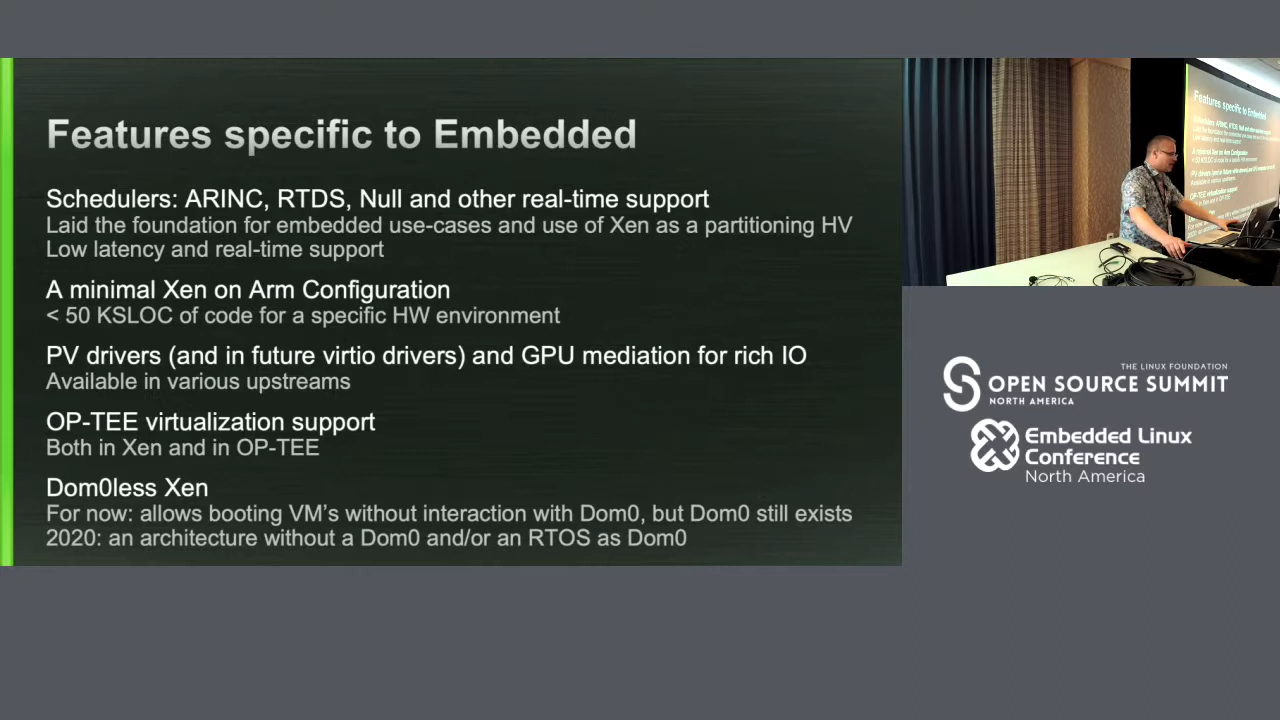 Features specific to Embedded
Schedulers: ARINC, RTDS, Null and other real-time support
Laid the foundation for embedded use-cases and use of Xen as a partitioning HV
Low latency and real-time support
A minimal Xen on Arm Configuration
< 50 KSLOC of code for a specific HW environment
PV drivers (and in future virtio drivers) and GPU mediation for rich IO
Available in various upstreams
OP-TEE virtualization support
Both in Xen and in OP-TEE
Dom0less Xen
For now: allows booting VM's without interaction with Dom0, but Dom0 still exists
2020: an architecture without a Dom0 and/or an RTOS as Dom0
Features specific to Embedded
A minimal Xen on Arm Configuration
THE LINUX FOUNDATION
OPEN SOURCE SUMMIT
NORTH AMERICA
Embedded Linux
Conference
North America